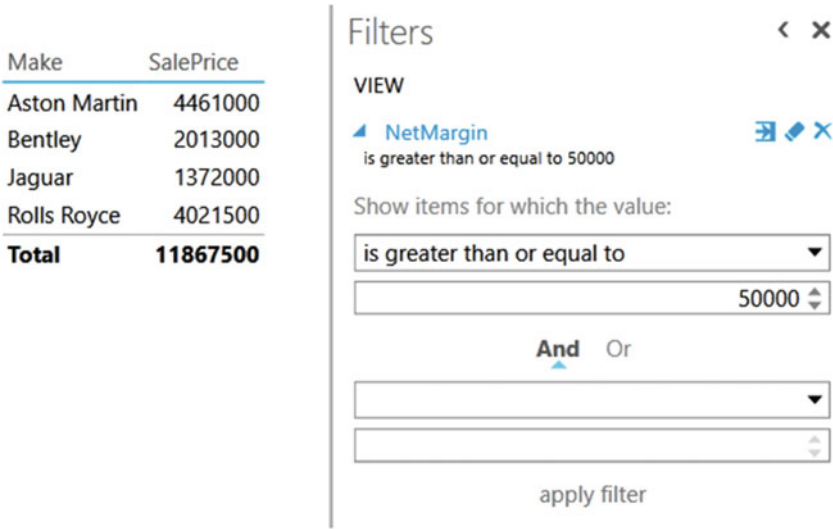 Make SalePrice
Aston Martin 4461000
Bentley 2013000
Jaguar 1372000
Rolls Royce 4021500
Total 11867500
Filters
VIEW
NetMargin
is greater than or equal to 50000
Show items for which the value:
is greater than or equal to
50000
And Or
apply filter